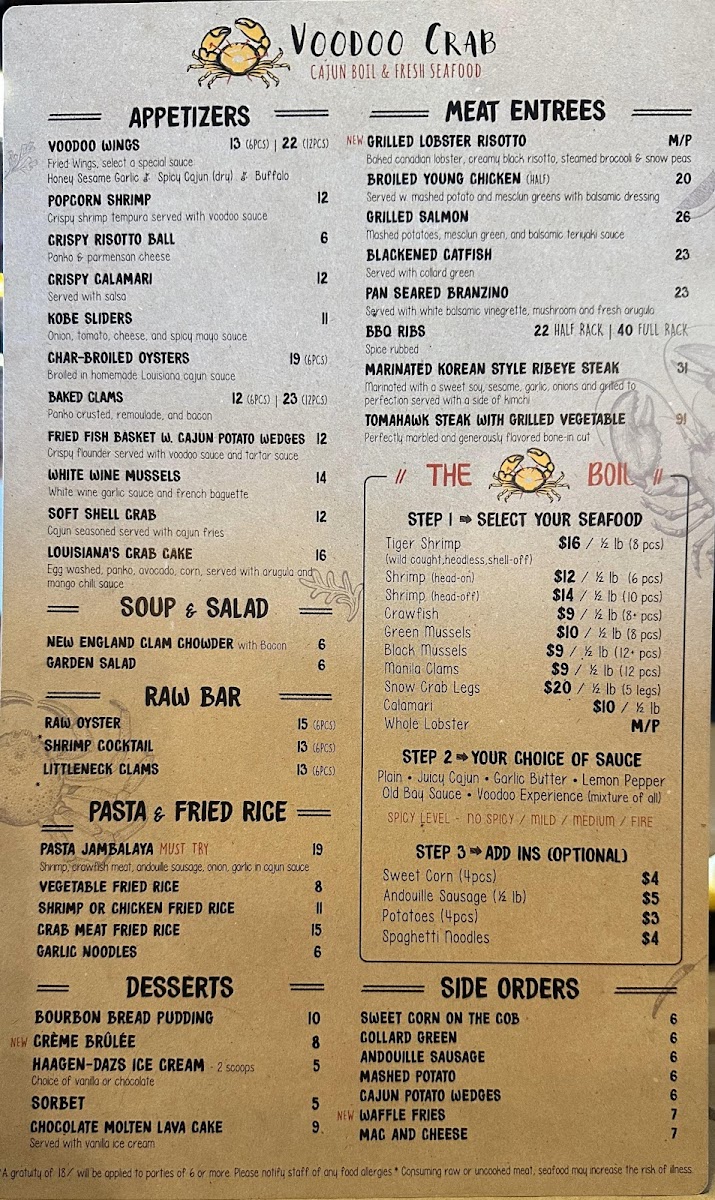 VOODOO CRAB
CAJUN BOIL & FRESH SEAFOOD
APPETIZERS
VOODOO WINGS 13 (6PCS) | 22 (12PCS)
Fried Wings, select a special sauce
Honey Sesame Garlic & Spicy Cajun (dry) & Buffalo
POPCORN SHRIMP 12
Crispy shrimp tempura served with voodoo sauce
CRISPY RISOTTO BALL 6
Panko & parmensan cheese
CRISPY CALAMARI 12
Served with salsa
KOBE SLIDERS 11
Onion, tomato, cheese, and spicy mayo sauce
CHAR-BROILED OYSTERS 19 (6PCS)
Broiled in homemade Louisiana cajun sauce
BAKED CLAMS 12 (6PCS) | 23 (12PCS)
Panko crusted, remoulade, and bacon
FRIED FISH BASKET W. CAJUN POTATO WEDGES 12
Crispy flounder served with voodoo sauce and tartar sauce
WHITE WINE MUSSELS 14
White wine garlic sauce and french baguette
SOFT SHELL CRAB 12
Cajun seasoned served with cajun fries
LOUISIANA'S CRAB CAKE 16
Egg washed, panko, avocado, corn, served with arugula and
mango chili sauce
SOUP & SALAD
NEW ENGLAND CLAM CHOWDER with Bacon 6
GARDEN SALAD 6
RAW BAR
RAW OYSTER 15 (6PCS)
SHRIMP COCKTAIL 13 (6PCS)
LITTLENECK CLAMS 13 (6PCS)
PASTA & FRIED RICE
PASTA JAMBALAYA MUST TRY 19
Shrimp, crawfish meat, andouille sausage, onion, garlic in cajun sauce
VEGETABLE FRIED RICE 8
SHRIMP OR CHICKEN FRIED RICE 11
CRAB MEAT FRIED RICE 15
GARLIC NOODLES 6
DESSERTS
BOURBON BREAD PUDDING 10
NEW CRÈME BRÛLÉE 8
HAAGEN-DAZS ICE CREAM - 2 scoops 5
Choice of vanilla or chocolate
SORBET 5
CHOCOLATE MOLTEN LAVA CAKE 9
Served with vanilla ice cream
MEAT ENTREES
NEW GRILLED LOBSTER RISOTTO M/P
Baked canadian lobster, creamy black risotto, steamed brocooli & snow peas
BROILED YOUNG CHICKEN (HALF) 20
Served w. mashed potato and mesclun greens with balsamic dressing
GRILLED SALMON 26
Mashed potatoes, mesclun green, and balsamic teriyaki sauce
BLACKENED CATFISH 23
Served with collard green
PAN SEARED BRANZINO 23
Served with white balsamic vinegrette, mushroom and fresh arugula
BBQ RIBS 22 HALF RACK | 40 FULL RACK
Spice rubbed
MARINATED KOREAN STYLE RIBEYE STEAK 31
Marinated with a sweet soy, sesame, garlic, onions and grilled to
perfection served with a side of kimchi
TOMAHAWK STEAK WITH GRILLED VEGETABLE 91
Perfectly marbled and generously flavored bone-in cut
// THE BOIL //
STEP 1 ⇒ SELECT YOUR SEAFOOD
Tiger Shrimp $16 / ½ lb (8 pcs)
(wild caught,headless,shell-off)
Shrimp (head-on) $12 / ½ lb (6 pcs)
Shrimp (head-off) $14 / ½ lb (10 pcs)
Crawfish $9 / ½ lb (8+ pcs)
Green Mussels $10 / ½ lb (8 pcs)
Black Mussels $9 / ½ lb (12+ pcs)
Manila Clams $9 / ½ lb (12 pcs)
Snow Crab Legs $20 / ½ lb (5 legs)
Calamari $10 / ½ lb
Whole Lobster M/P
STEP 2 ⇒ YOUR CHOICE OF SAUCE
Plain • Juicy Cajun • Garlic Butter • Lemon Pepper
Old Bay Sauce • Voodoo Experience (mixture of all)
SPICY LEVEL - NO SPICY / MILD / MEDIUM / FIRE
STEP 3 ⇒ ADD INS (OPTIONAL)
Sweet Corn (4pcs) $4
Andouille Sausage (½ lb) $5
Potatoes (4pcs) $3
Spaghetti Noodles $4
SIDE ORDERS
SWEET CORN ON THE COB 6
COLLARD GREEN 6
ANDOUILLE SAUSAGE 6
MASHED POTATO 6
CAJUN POTATO WEDGES 6
NEW WAFFLE FRIES 7
MAC AND CHEESE 7
*A gratuity of 18% will be applied to parties of 6 or more. Please notify staff of any food allergies * Consuming raw or uncooked meat, seafood may increase the risk of illness.